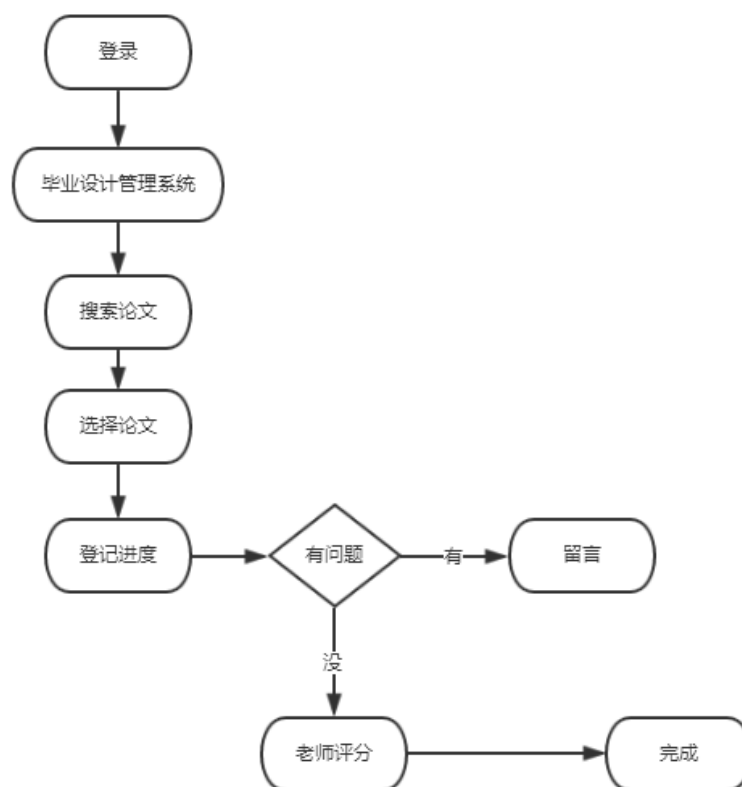 登录
毕业设计管理系统
搜索论文
选择论文
登记进度
有问题
有
留言
没
老师评分
完成